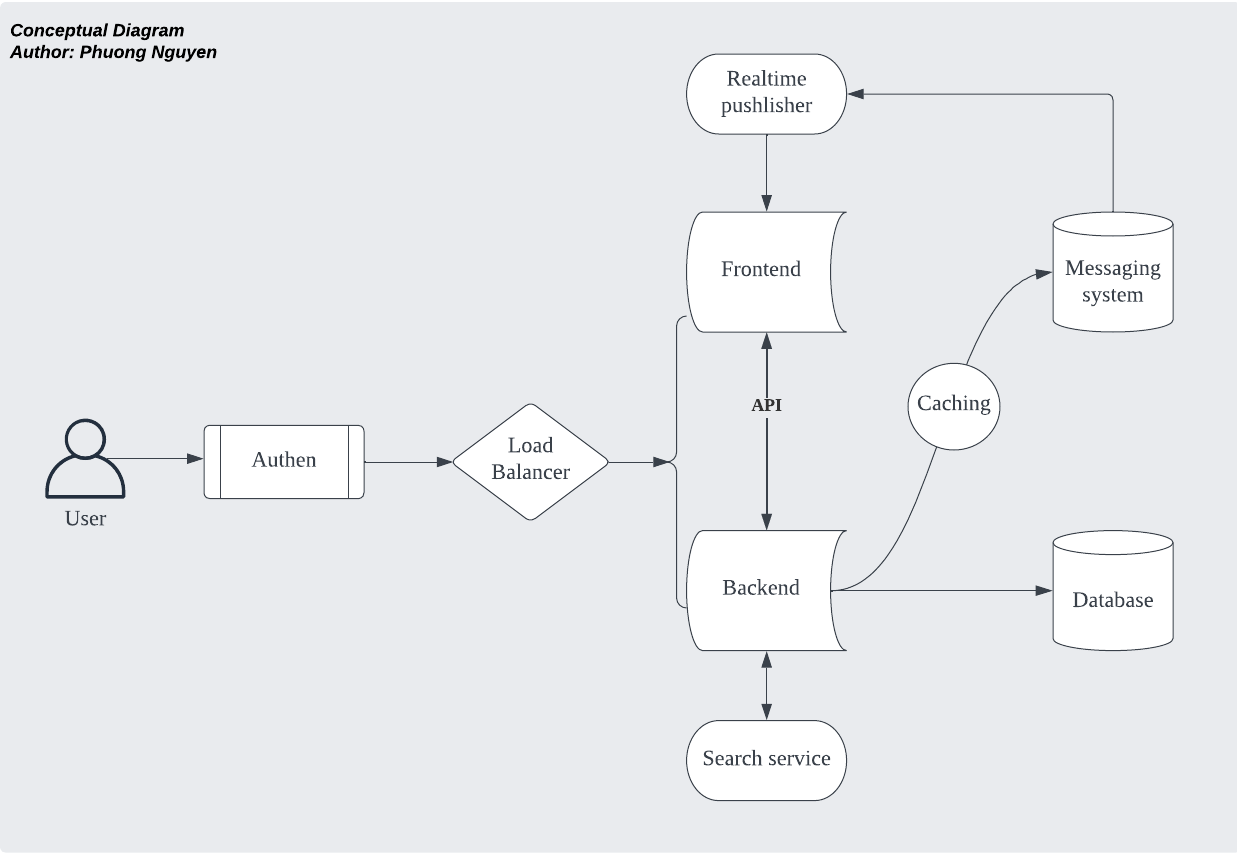 Conceptual Diagram
Author: Phuong Nguyen
Realtime
pushlisher
Frontend
Messaging
system
API
Caching
User
Authen
Load
Balancer
Backend
Database
Search service